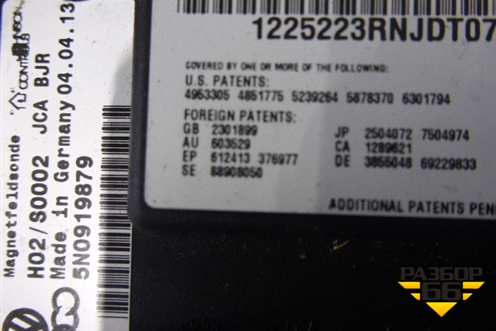 1225223RNJDT07
COVERED BY ONE OR MORE OF THE FOLLOWING:
U.S. PATENTS:
4953305 4851775 5239264 5878370 6301794
FOREIGN PATENTS:
GB 2301899
AU 603529
EP 612413 376977
SE 88908050
JP 2504072 7504974
CA 1289621
DE 3855048 69229833
ADDITIONAL PATENTS PEN
Magnetfeldsonde
H02/S0002 JCA BJR
Made in Germany 04.04.13
5N0919879
РАЗБОР
66